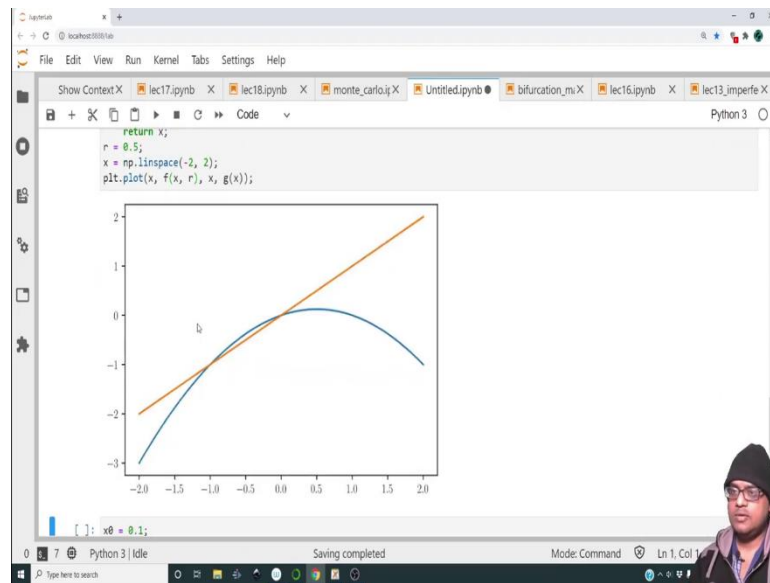 JupyterLab
localhost:8888/lab
File Edit View Run Kernel Tabs Settings Help
Show Context lec17.ipynb lec18.ipynb monte_carlo.ip Untitled.ipynb bifurcation_m lec16.ipynb lec13_imperfe
Code Python 3
return x;
r = 0.5;
x = np.linspace(-2, 2);
plt.plot(x, f(x, r), x, g(x));
2
1
0
−1
−2
−3
−2.0 −1.5 −1.0 −0.5 0.0 0.5 1.0 1.5 2.0
[ ]: x0 = 0.1;
0 7 Python 3 | Idle Saving completed Mode: Command Ln 1, Col
Type here to search